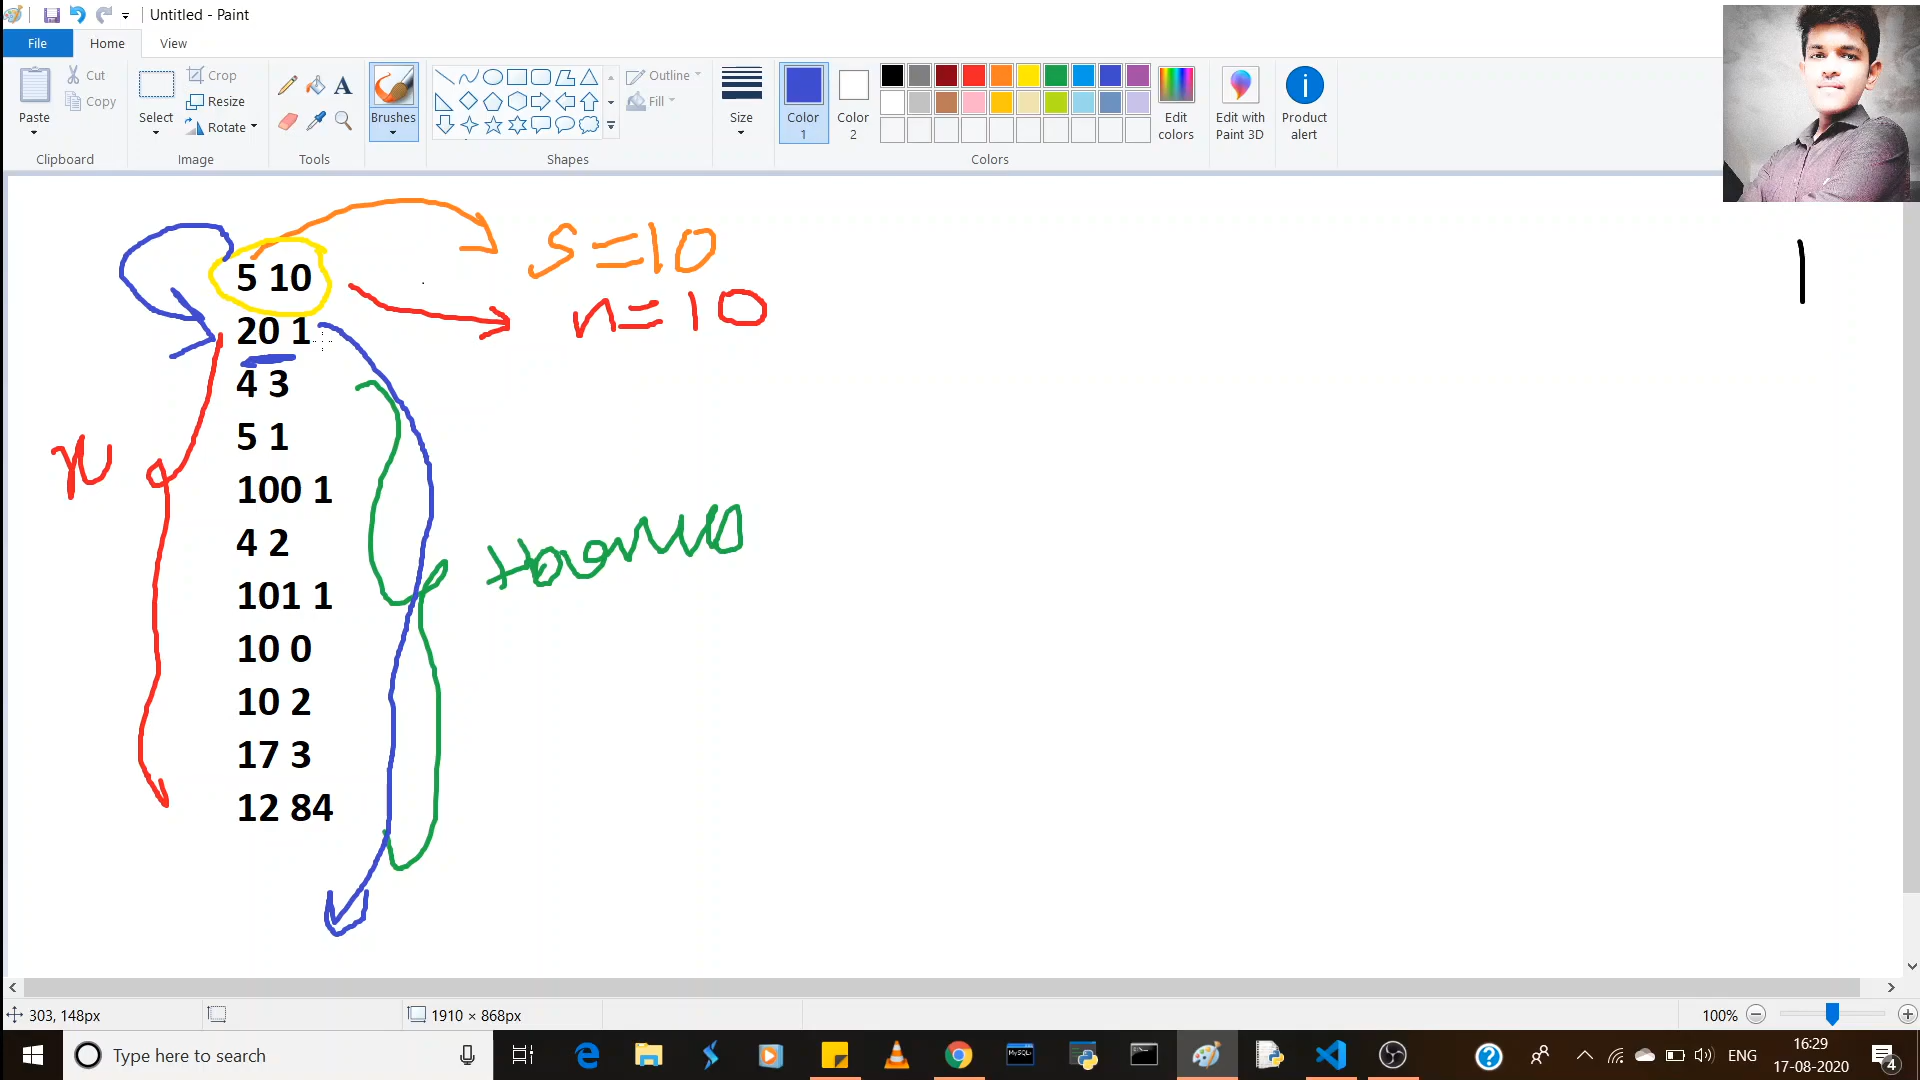 Untitled - Paint
File Home View
Paste
Cut
Copy
Clipboard
Select
Crop
Resize
Rotate
Image
Tools
Brushes
Outline
Fill
Shapes
Size
Color 1
Color 2
Edit colors
Colors
Edit with Paint 3D
Product alert
S=10
5 10
n=10
20 1
4 3
5 1
x
100 1
4 2
101 1
10 0
10 2
17 3
12 84
303, 148px
1910 × 868px
100%
Type here to search
ENG
16:29
17-08-2020
4